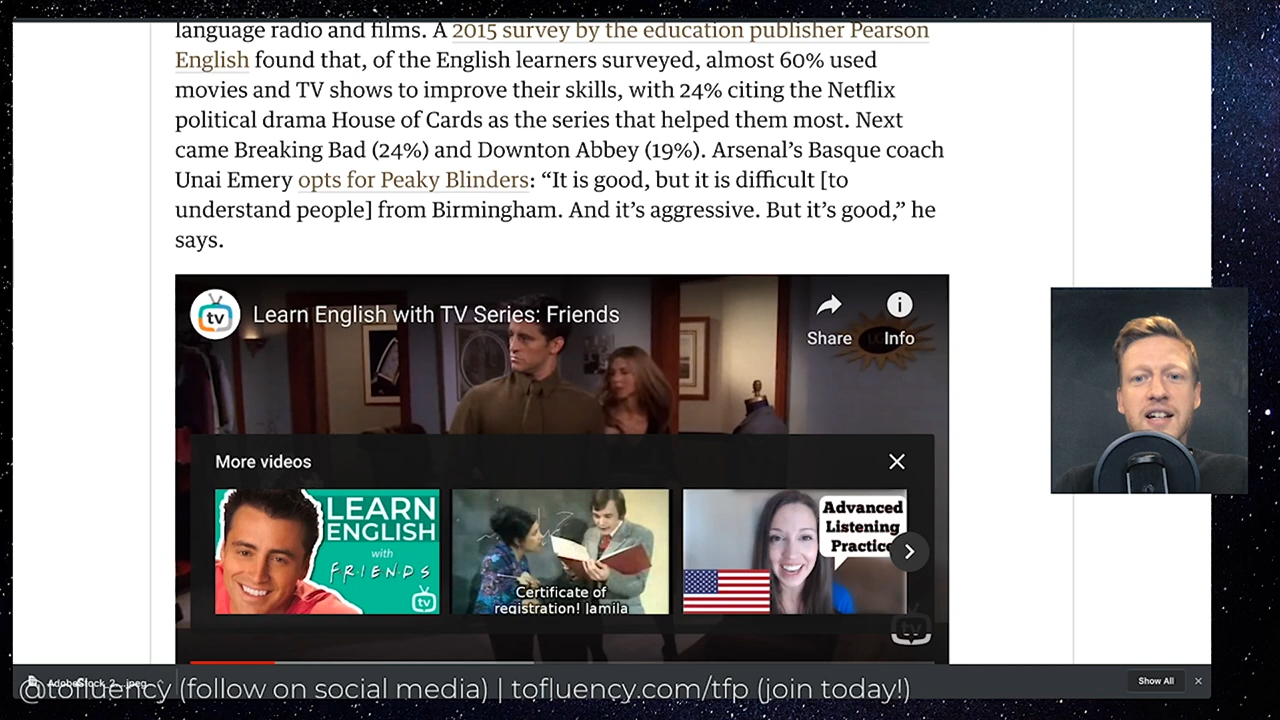 language radio and films. A 2015 survey by the education publisher Pearson
English found that, of the English learners surveyed, almost 60% used
movies and TV shows to improve their skills, with 24% citing the Netflix
political drama House of Cards as the series that helped them most. Next
came Breaking Bad (24%) and Downton Abbey (19%). Arsenal’s Basque coach
Unai Emery opts for Peaky Blinders: “It is good, but it is difficult [to
understand people] from Birmingham. And it’s aggressive. But it’s good,” he
says.
tv
Learn English with TV Series: Friends
Share
Info
More videos
LEARN
ENGLISH
with
FRIENDS
tv
Certificate of
registration! Jamila
Advanced
Listening
Practice
tv
Show All
@tofluency (follow on social media) | tofluency.com/tfp (join today!)